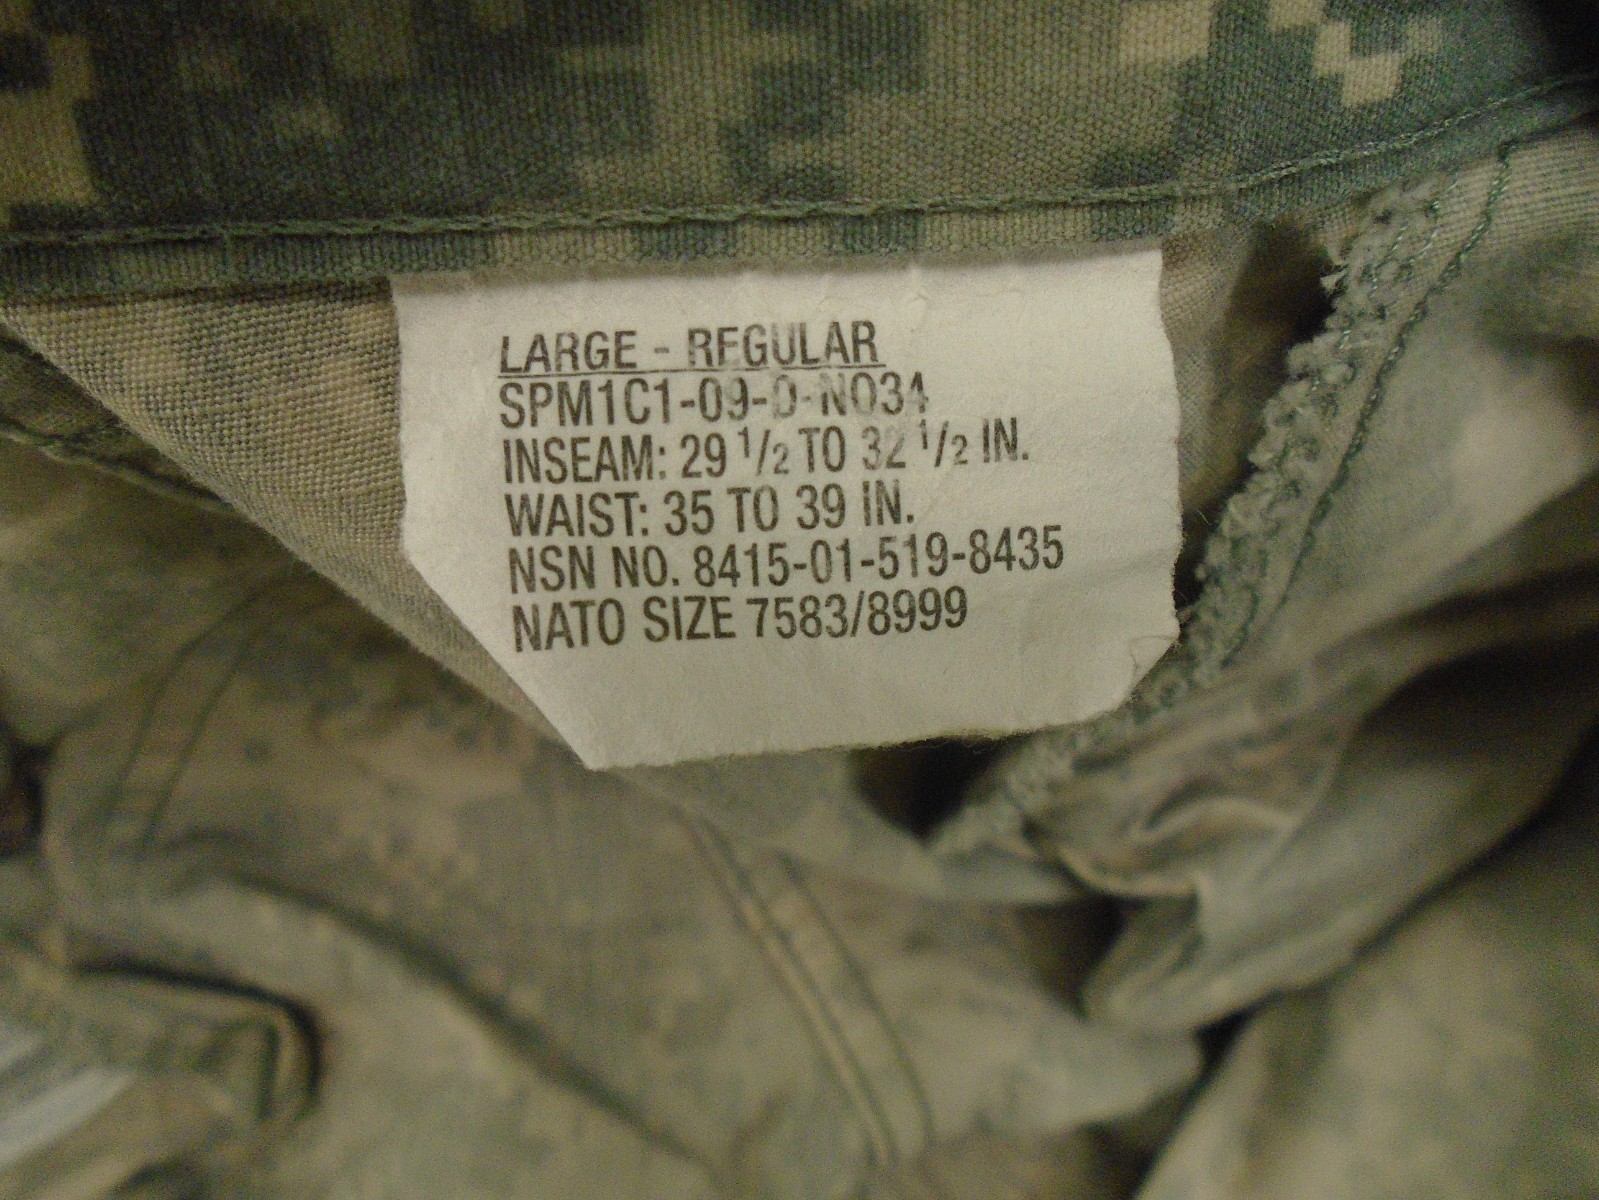 LARGE - REGULAR
SPM1C1-09-D-NO34
INSEAM: 29 1/2 TO 32 1/2 IN.
WAIST: 35 TO 39 IN.
NSN NO. 8415-01-519-8435
NATO SIZE 7583/8999